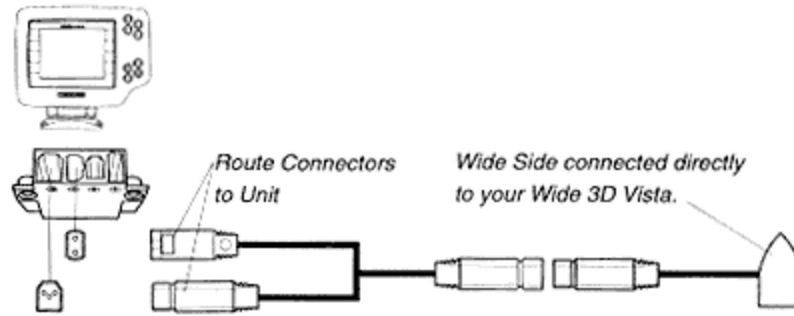 Route Connectors
to Unit
Wide Side connected directly
to your Wide 3D Vista.